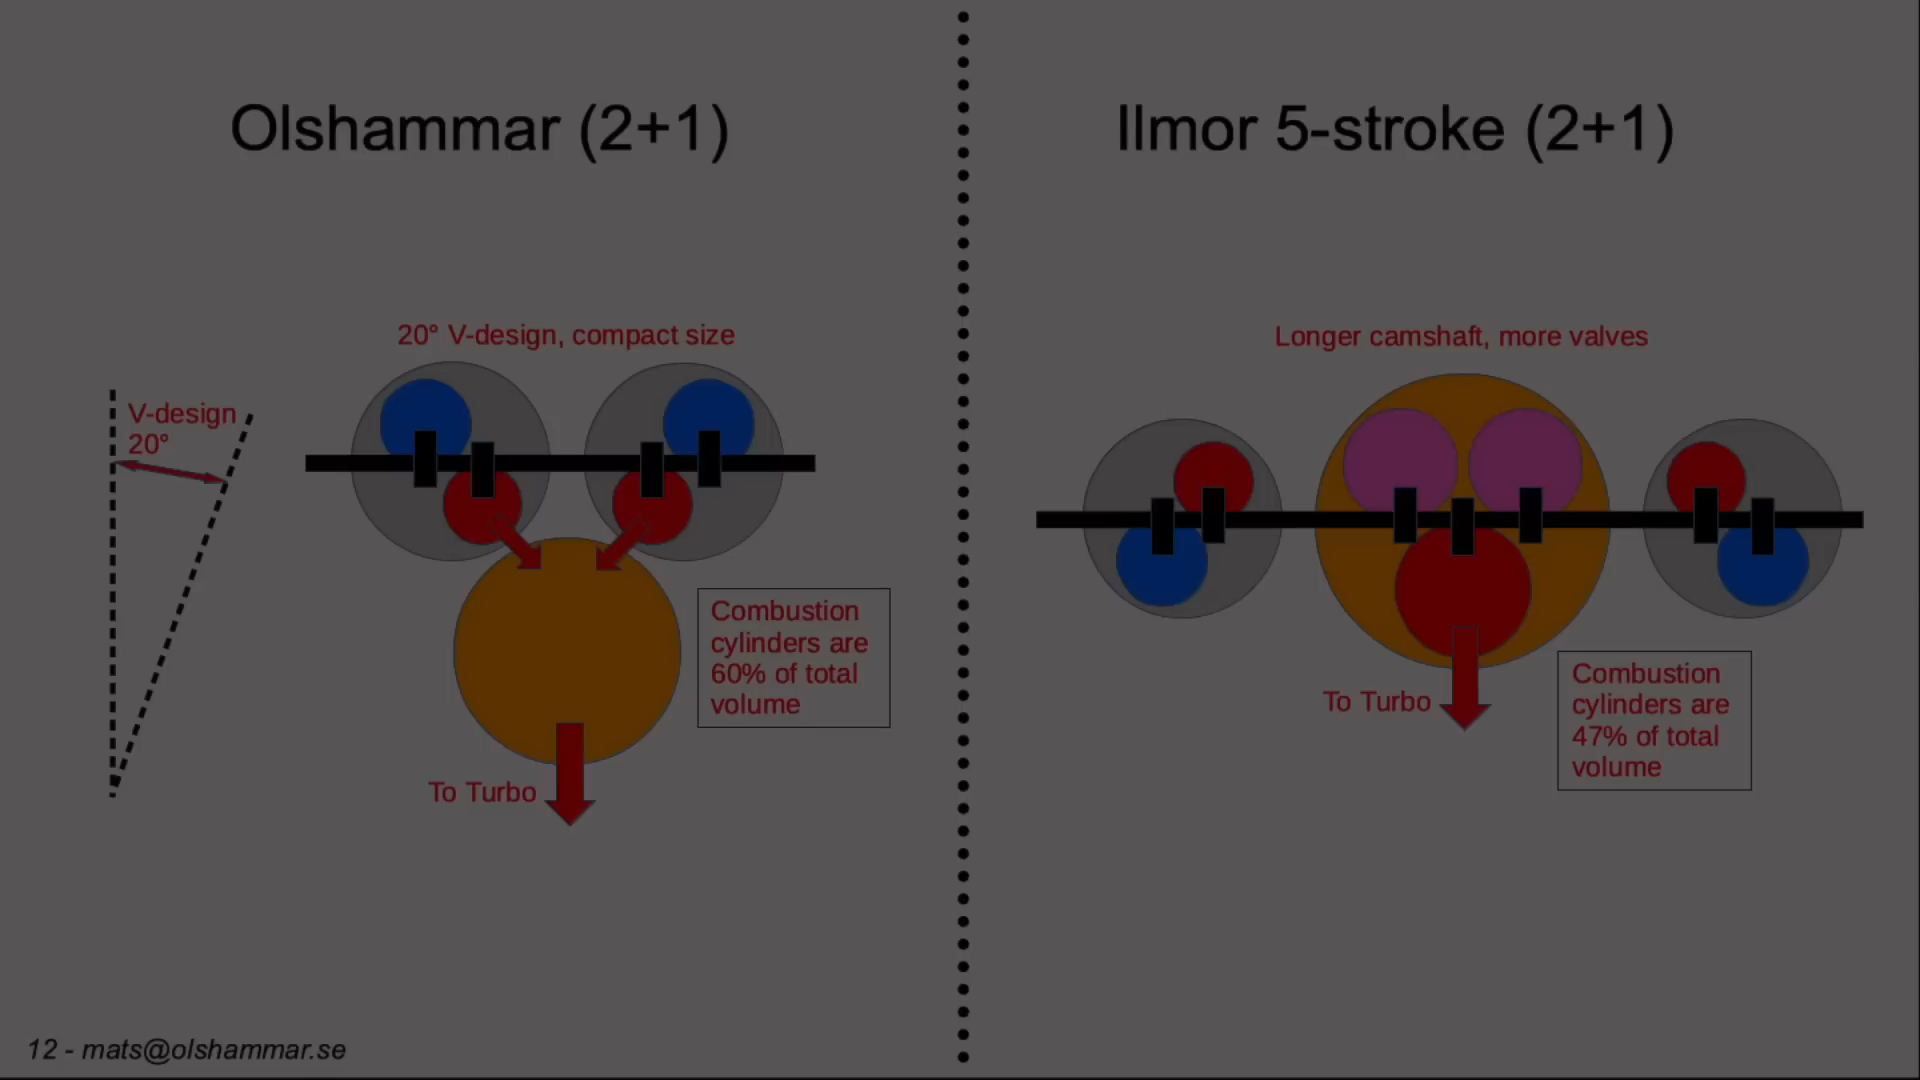 Olshammar (2+1)
20° V-design, compact size
V-design
20°
Combustion
cylinders are
60% of total
volume
To Turbo
Ilmor 5-stroke (2+1)
Longer camshaft, more valves
To Turbo
Combustion
cylinders are
47% of total
volume
12 - mats@olshammar.se